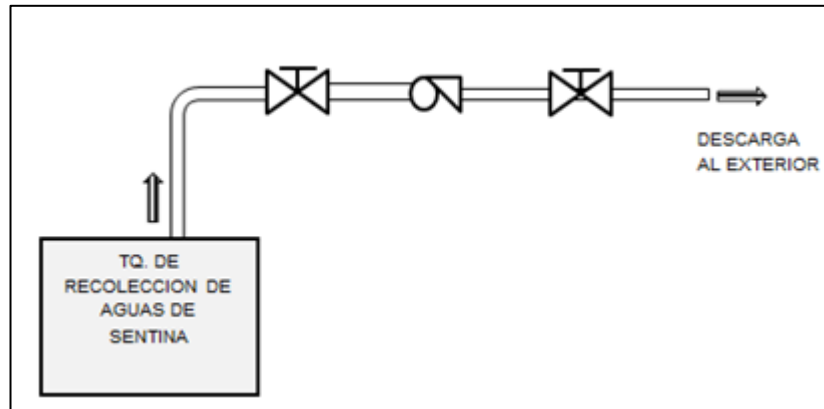 DESCARGA
AL EXTERIOR
TQ. DE
RECOLECCION DE
AGUAS DE
SENTINA